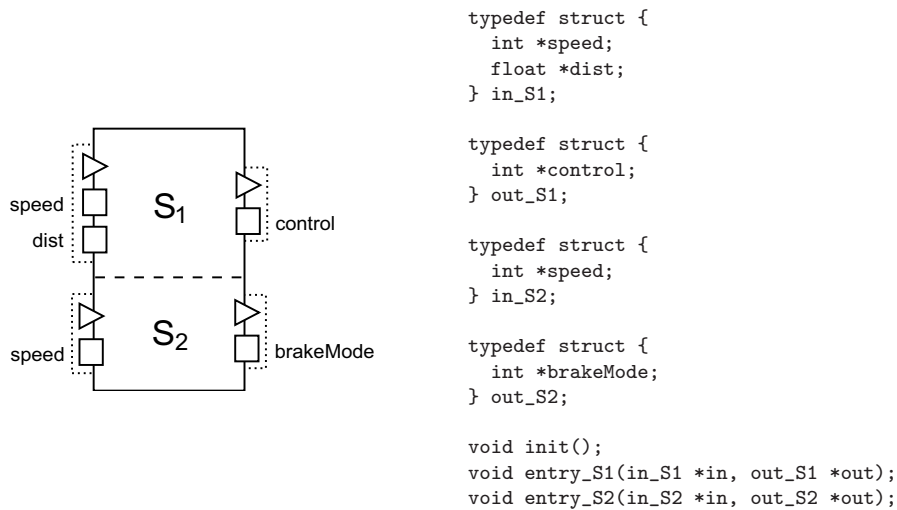 S1
speed
dist
control
S2
speed
brakeMode
typedef struct {
int *speed;
float *dist;
} in_S1;
typedef struct {
int *control;
} out_S1;
typedef struct {
int *speed;
} in_S2;
typedef struct {
int *brakeMode;
} out_S2;
void init();
void entry_S1(in_S1 *in, out_S1 *out);
void entry_S2(in_S2 *in, out_S2 *out);